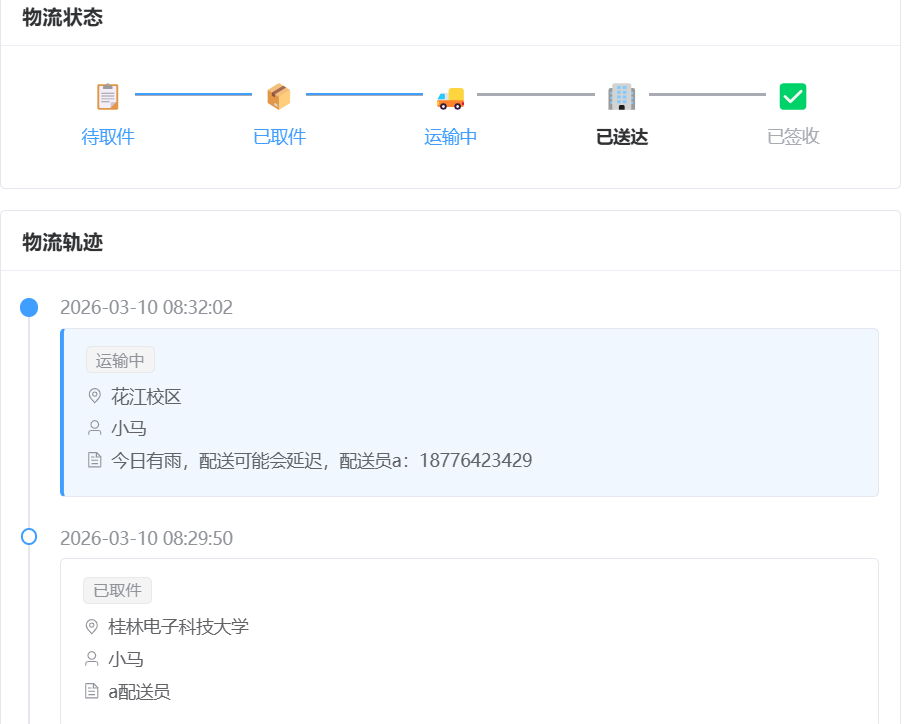 物流状态
待取件
已取件
运输中
已送达
已签收
物流轨迹
2026-03-10 08:32:02
运输中
花江校区
小马
今日有雨，配送可能会延迟，配送员a：18776423429
2026-03-10 08:29:50
已取件
桂林电子科技大学
小马
a配送员